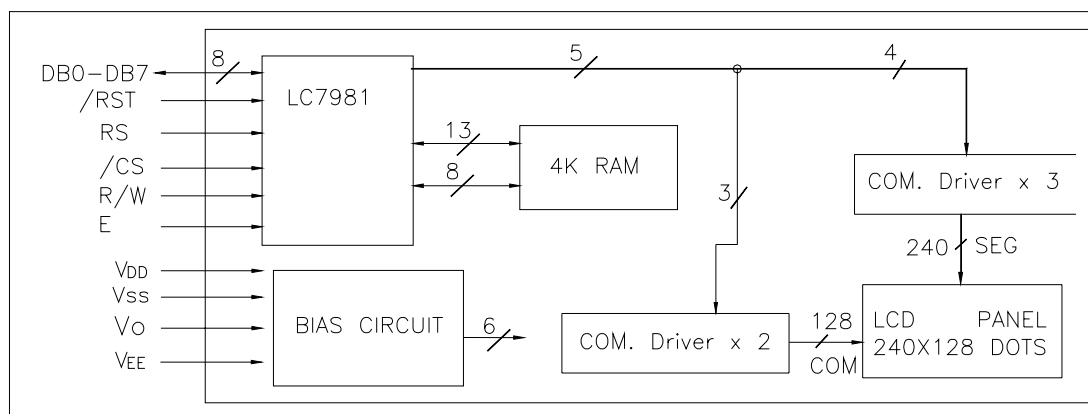 DB0-DB7
8
/RST
RS
/CS
R/W
E
LC7981
5
4
13
8
4K RAM
3
COM. Driver x 3
240
SEG
VDD
VSS
VO
VEE
BIAS CIRCUIT
6
COM. Driver x 2
128
COM
LCD PANEL
240X128 DOTS